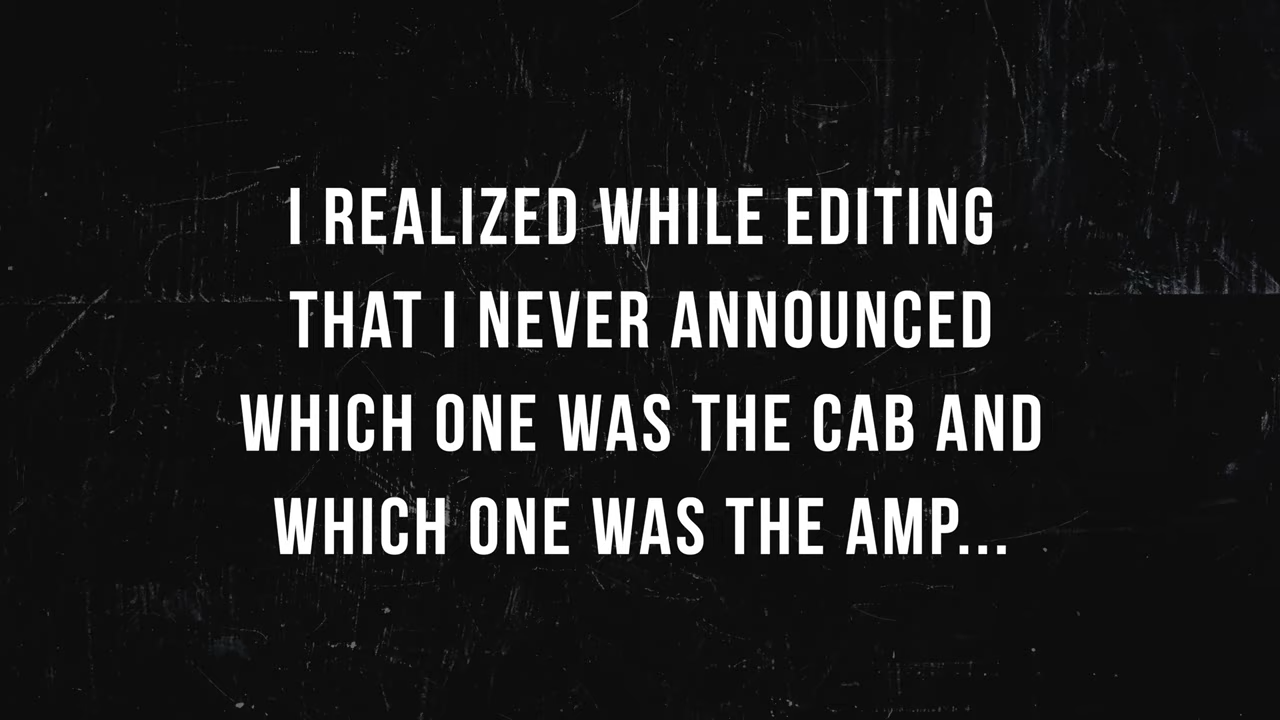 I REALIZED WHILE EDITING
THAT I NEVER ANNOUNCED
WHICH ONE WAS THE CAB AND
WHICH ONE WAS THE AMP...